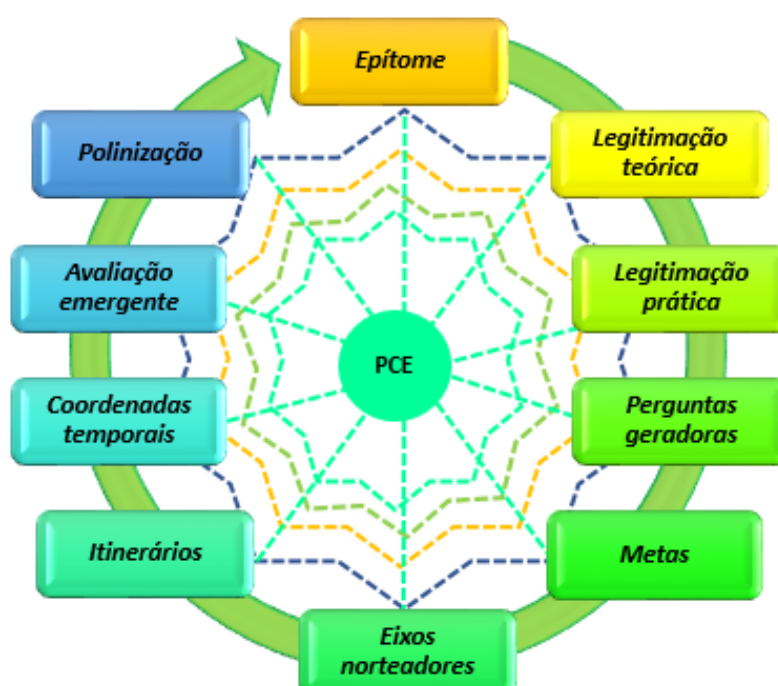 Epítome
Legitimação
teórica
Legitimação
prática
Perguntas
geradoras
Metas
Eixos
norteadores
Itinerários
Coordenadas
temporais
Avaliação
emergente
Polinização
PCE